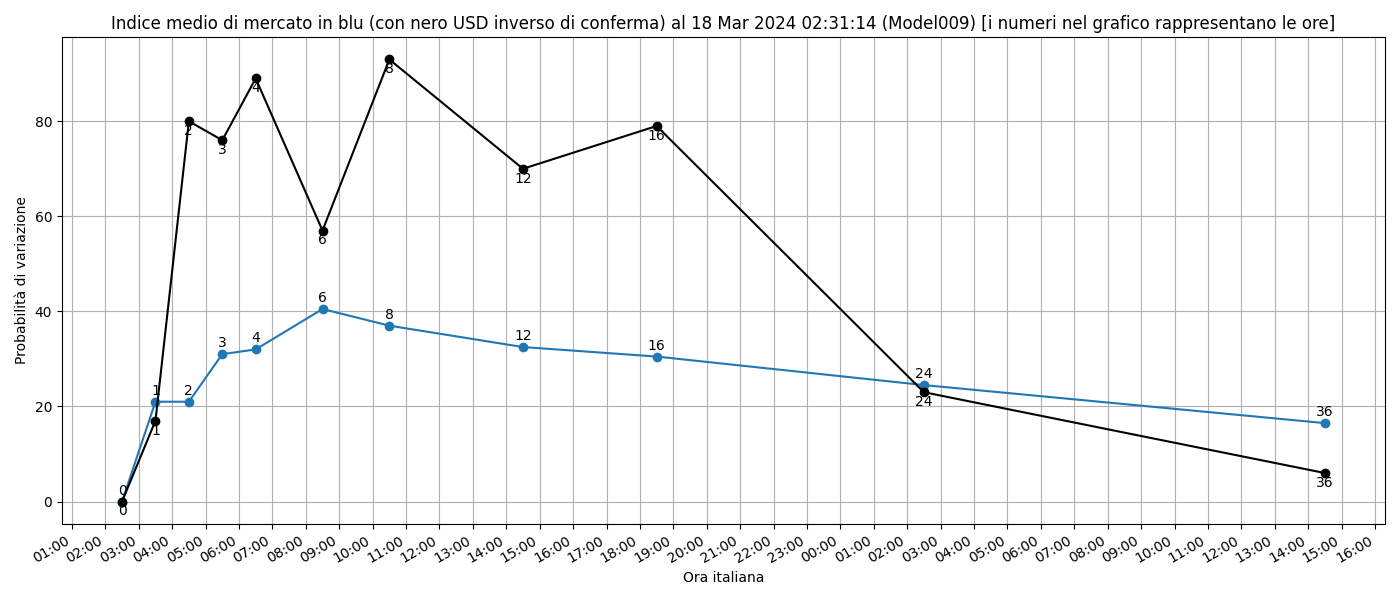 Indice medio di mercato in blu (con nero USD inverso di conferma) al 18 Mar 2024 02:31:14 (Model009) [i numeri nel grafico rappresentano le ore]
Probabilità di variazione
80
60
40
20
0
0 1 2 3 4 6 8 12 16 24 36
0 1 2 3 4 6 8 12 16 24 36
01:00 02:00 03:00 04:00 05:00 06:00 07:00 08:00 09:00 10:00 11:00 12:00 13:00 14:00 15:00 16:00 17:00 18:00 19:00 20:00 21:00 22:00 23:00 00:00 01:00 02:00 03:00 04:00 05:00 06:00 07:00 08:00 09:00 10:00 11:00 12:00 13:00 14:00 15:00 16:00
Ora italiana